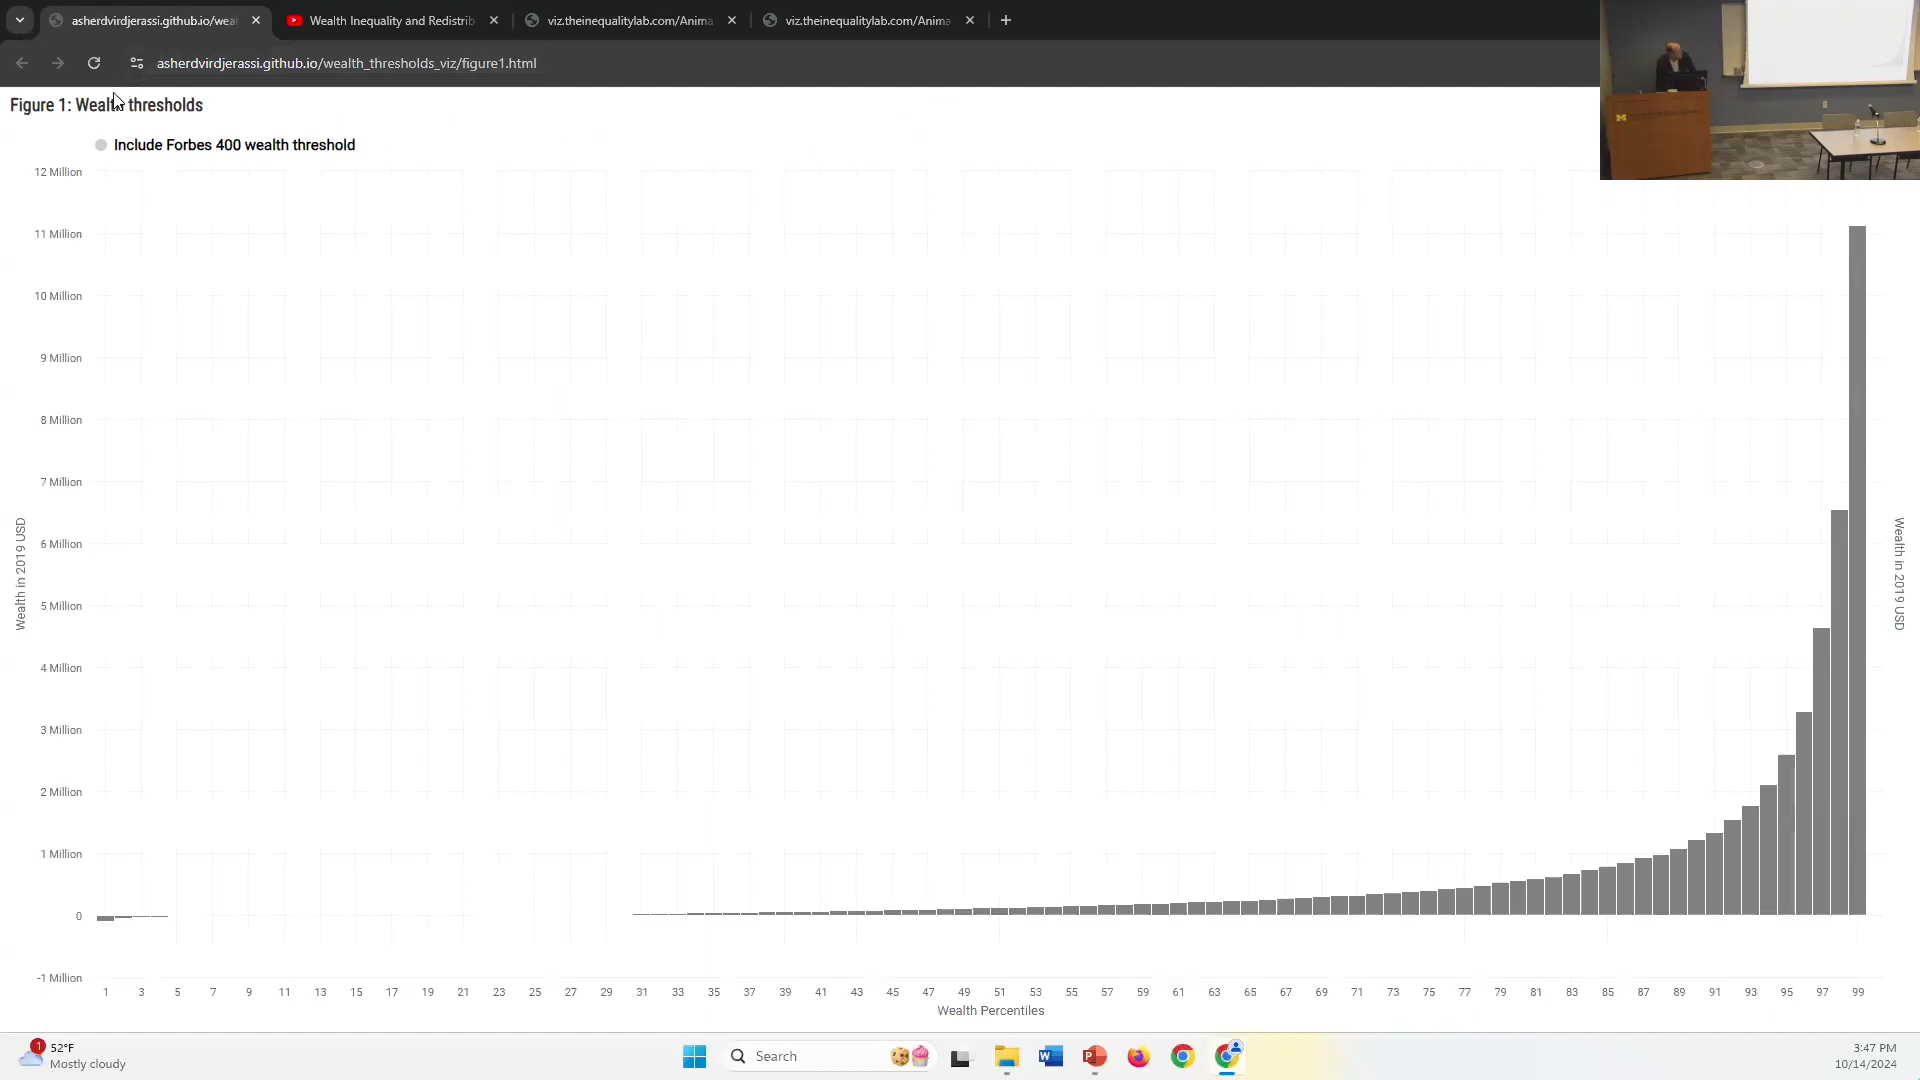 asherdvirdjerassi.github.io/weal
Wealth Inequality and Redistrib
viz.theinequalitylab.com/Anima
viz.theinequalitylab.com/Anima
asherdvirdjerassi.github.io/wealth_thresholds_viz/figure1.html
Figure 1: Wealth thresholds
Include Forbes 400 wealth threshold
12 Million
11 Million
10 Million
9 Million
8 Million
7 Million
6 Million
5 Million
4 Million
3 Million
2 Million
1 Million
0
-1 Million
Wealth in 2019 USD
Wealth in 2019 USD
1 3 5 7 9 11 13 15 17 19 21 23 25 27 29 31 33 35 37 39 41 43 45 47 49 51 53 55 57 59 61 63 65 67 69 71 73 75 77 79 81 83 85 87 89 91 93 95 97 99
Wealth Percentiles
1
52°F
Mostly cloudy
Search
3:47 PM
10/14/2024